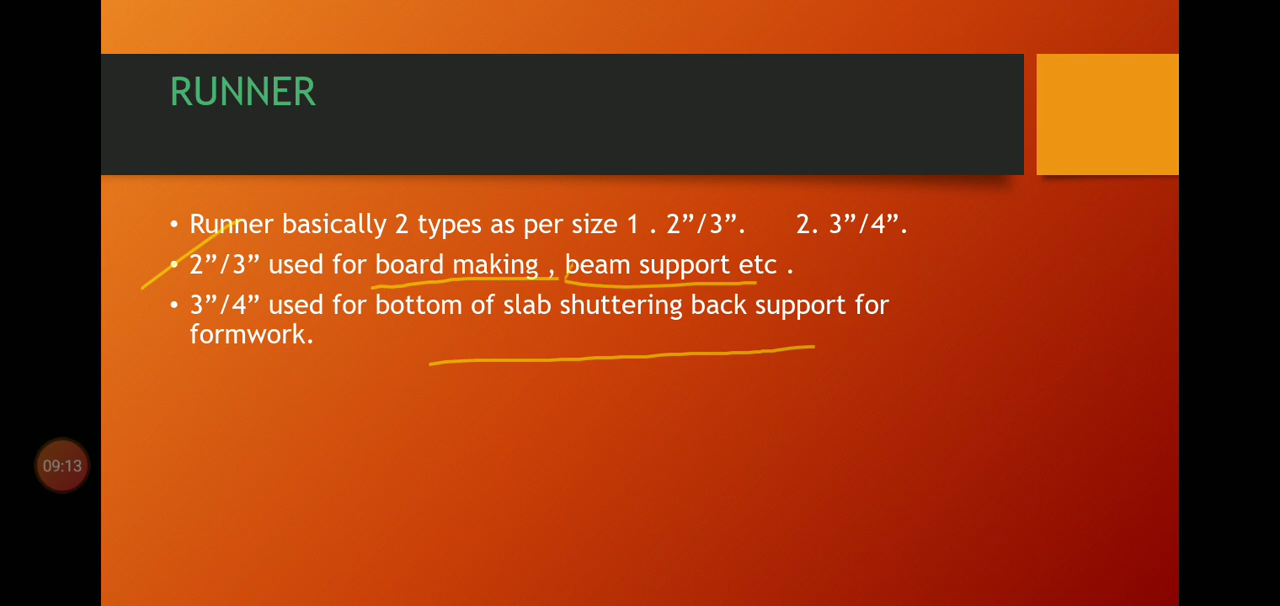 RUNNER
• Runner basically 2 types as per size 1 . 2”/3”. 2. 3”/4”.
• 2”/3” used for board making , beam support etc .
• 3”/4” used for bottom of slab shuttering back support for
formwork.
09:13